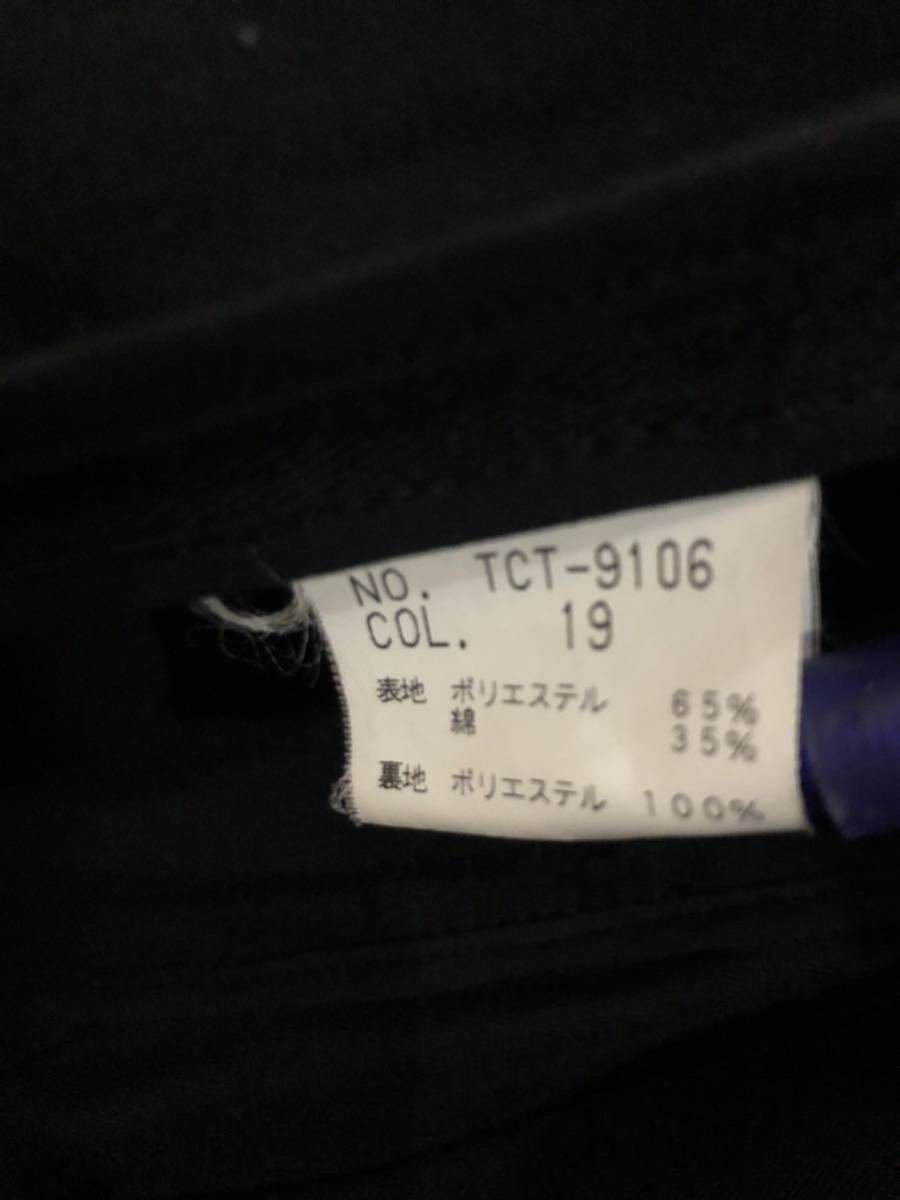 NO. TCT-9106
COL. 19
表地 ポリエステル 65%
綿 35%
裏地 ポリエステル 100%